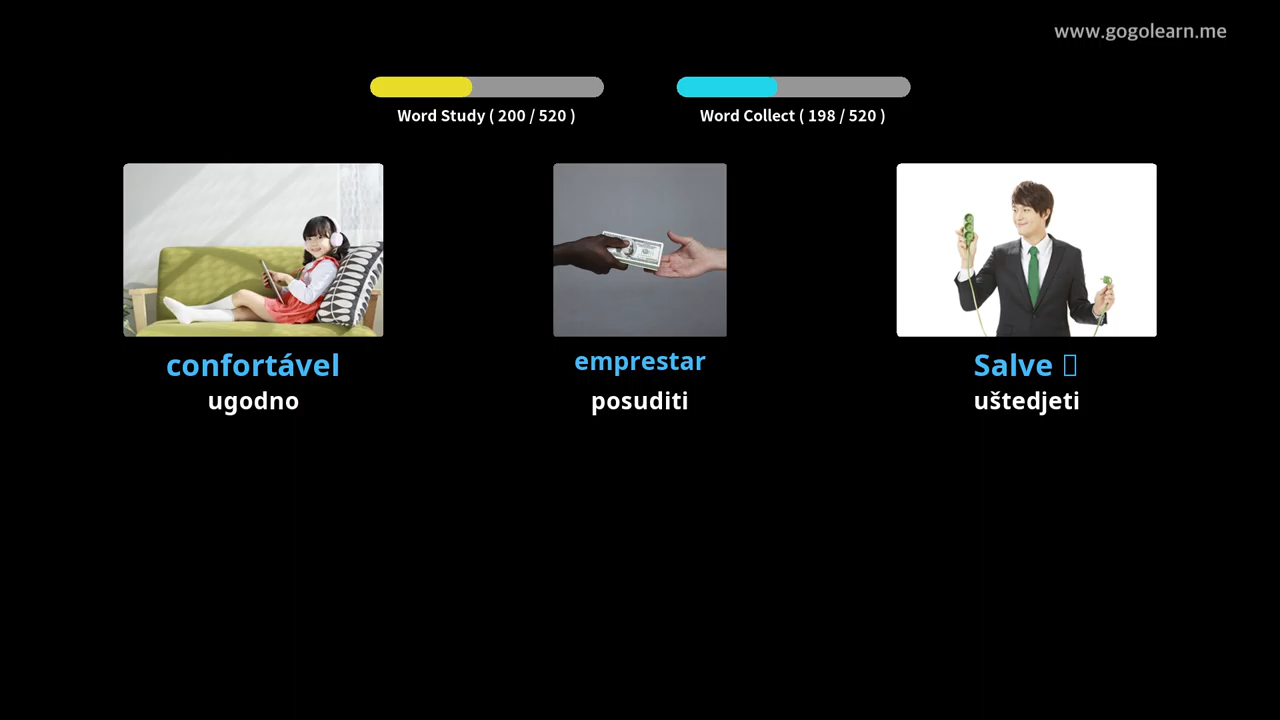 www.gogolearn.me
Word Study ( 200 / 520 )
Word Collect ( 198 / 520 )
confortável
emprestar
Salve
ugodno
posuditi
uštedjeti